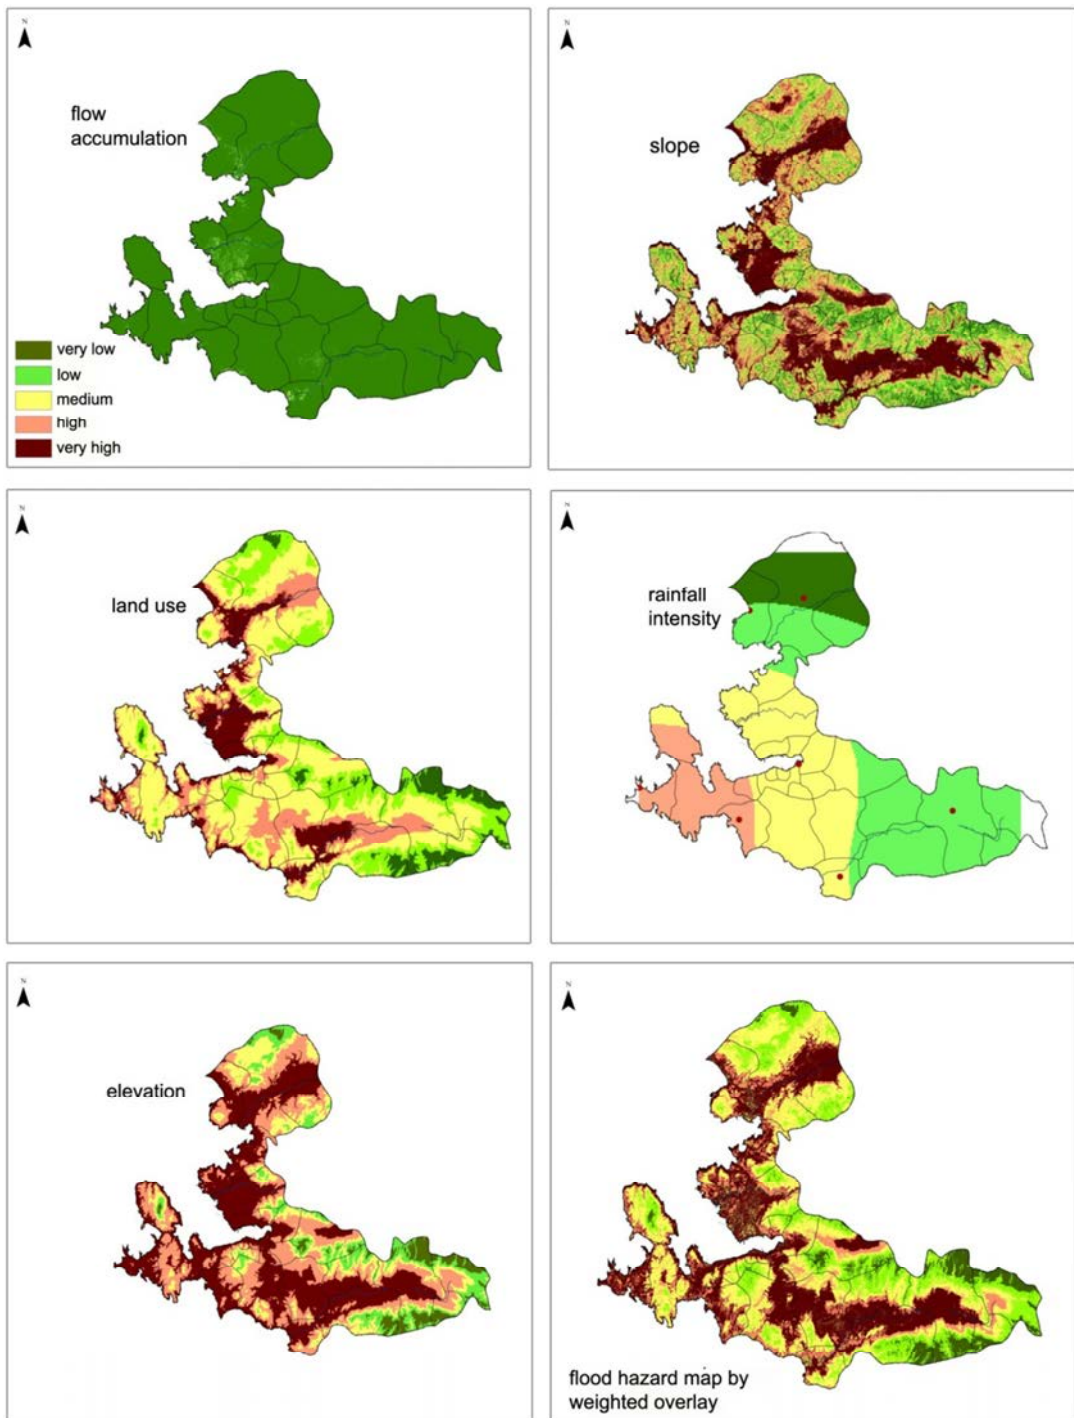 N
N
flow
accumulation
slope
very low
low
medium
high
very high
N
N
land use
rainfall
intensity
N
N
elevation
flood hazard map by
weighted overlay